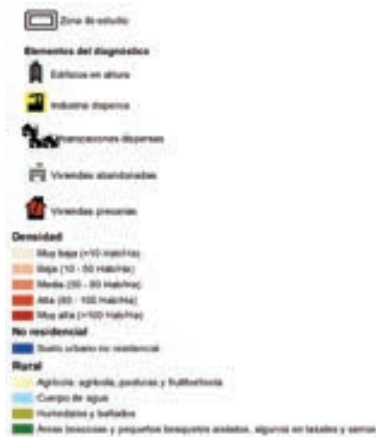 Zona de estudio
Elementos del diagnóstico
Edificios en altura
Industria dispersa
Urbanizaciones dispersas
Viviendas abandonadas
Viviendas precarias
Densidad
Muy baja (<10 Hab/Ha)
Baja (10 - 50 Hab/Ha)
Media (50 - 80 Hab/Ha)
Alta (80 - 100 Hab/Ha)
Muy alta (>100 Hab/Ha)
No residencial
Suelo urbano no residencial
Rural
Agrícola: agrícola, pasturas y frutihortícola
Cuerpo de agua
Humedales y bañados
Áreas boscosas y pequeños bosquetes aislados, algunos en taludes y